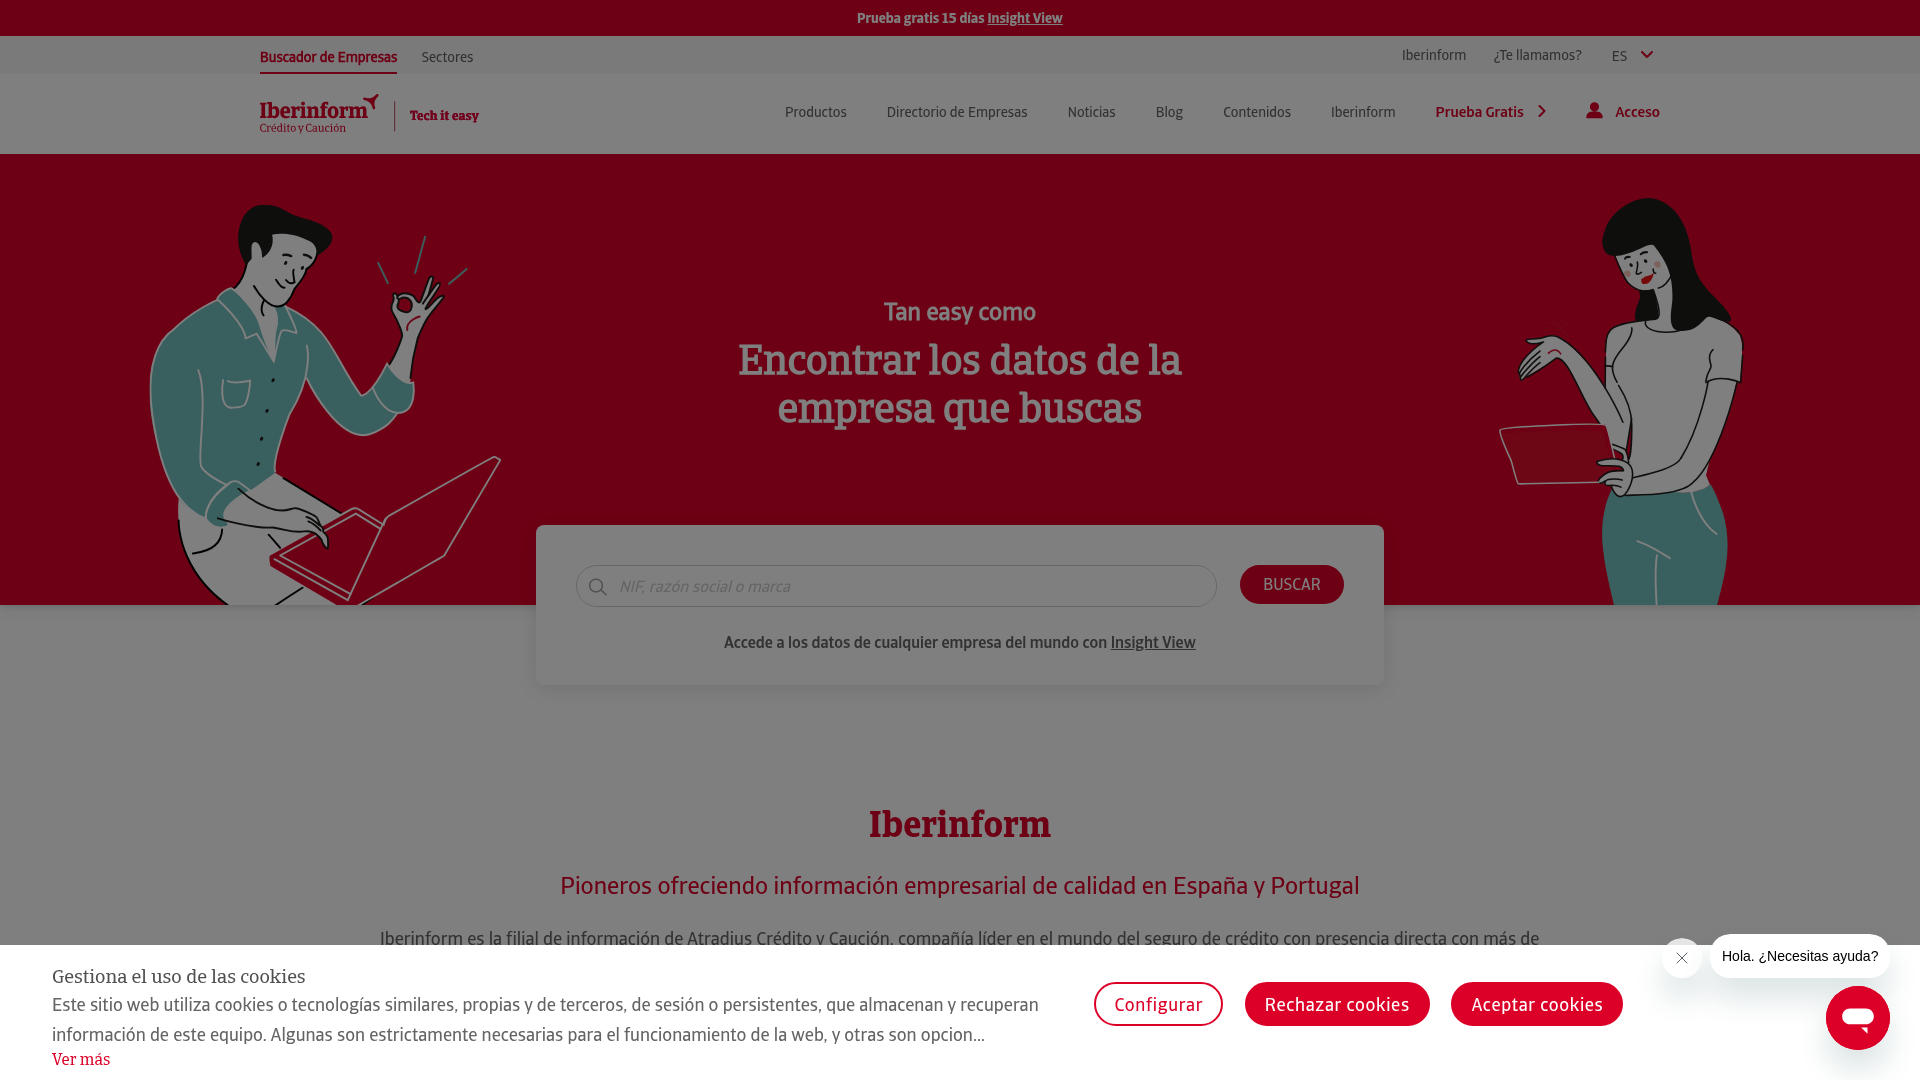 Prueba gratis 15 días Insight View
Buscador de Empresas
Sectores
Iberinform
¿Te llamamos?
ES
Iberinform
Crédito y Caución
Tech it easy
Productos
Directorio de Empresas
Noticias
Blog
Contenidos
Iberinform
Prueba Gratis
Acceso
Tan easy como
Encontrar los datos de la
empresa que buscas
NIF, razón social o marca
BUSCAR
Accede a los datos de cualquier empresa del mundo con Insight View
Iberinform
Pioneros ofreciendo información empresarial de calidad en España y Portugal
Iberinform es la filial de información de Atradius Crédito y Caución, compañía líder en el mundo del seguro de crédito con presencia directa con más de
Gestiona el uso de las cookies
Este sitio web utiliza cookies o tecnologías similares, propias y de terceros, de sesión o persistentes, que almacenan y recuperan
información de este equipo. Algunas son estrictamente necesarias para el funcionamiento de la web, y otras son opcion...
Ver más
Configurar
Rechazar cookies
Aceptar cookies
Hola. ¿Necesitas ayuda?